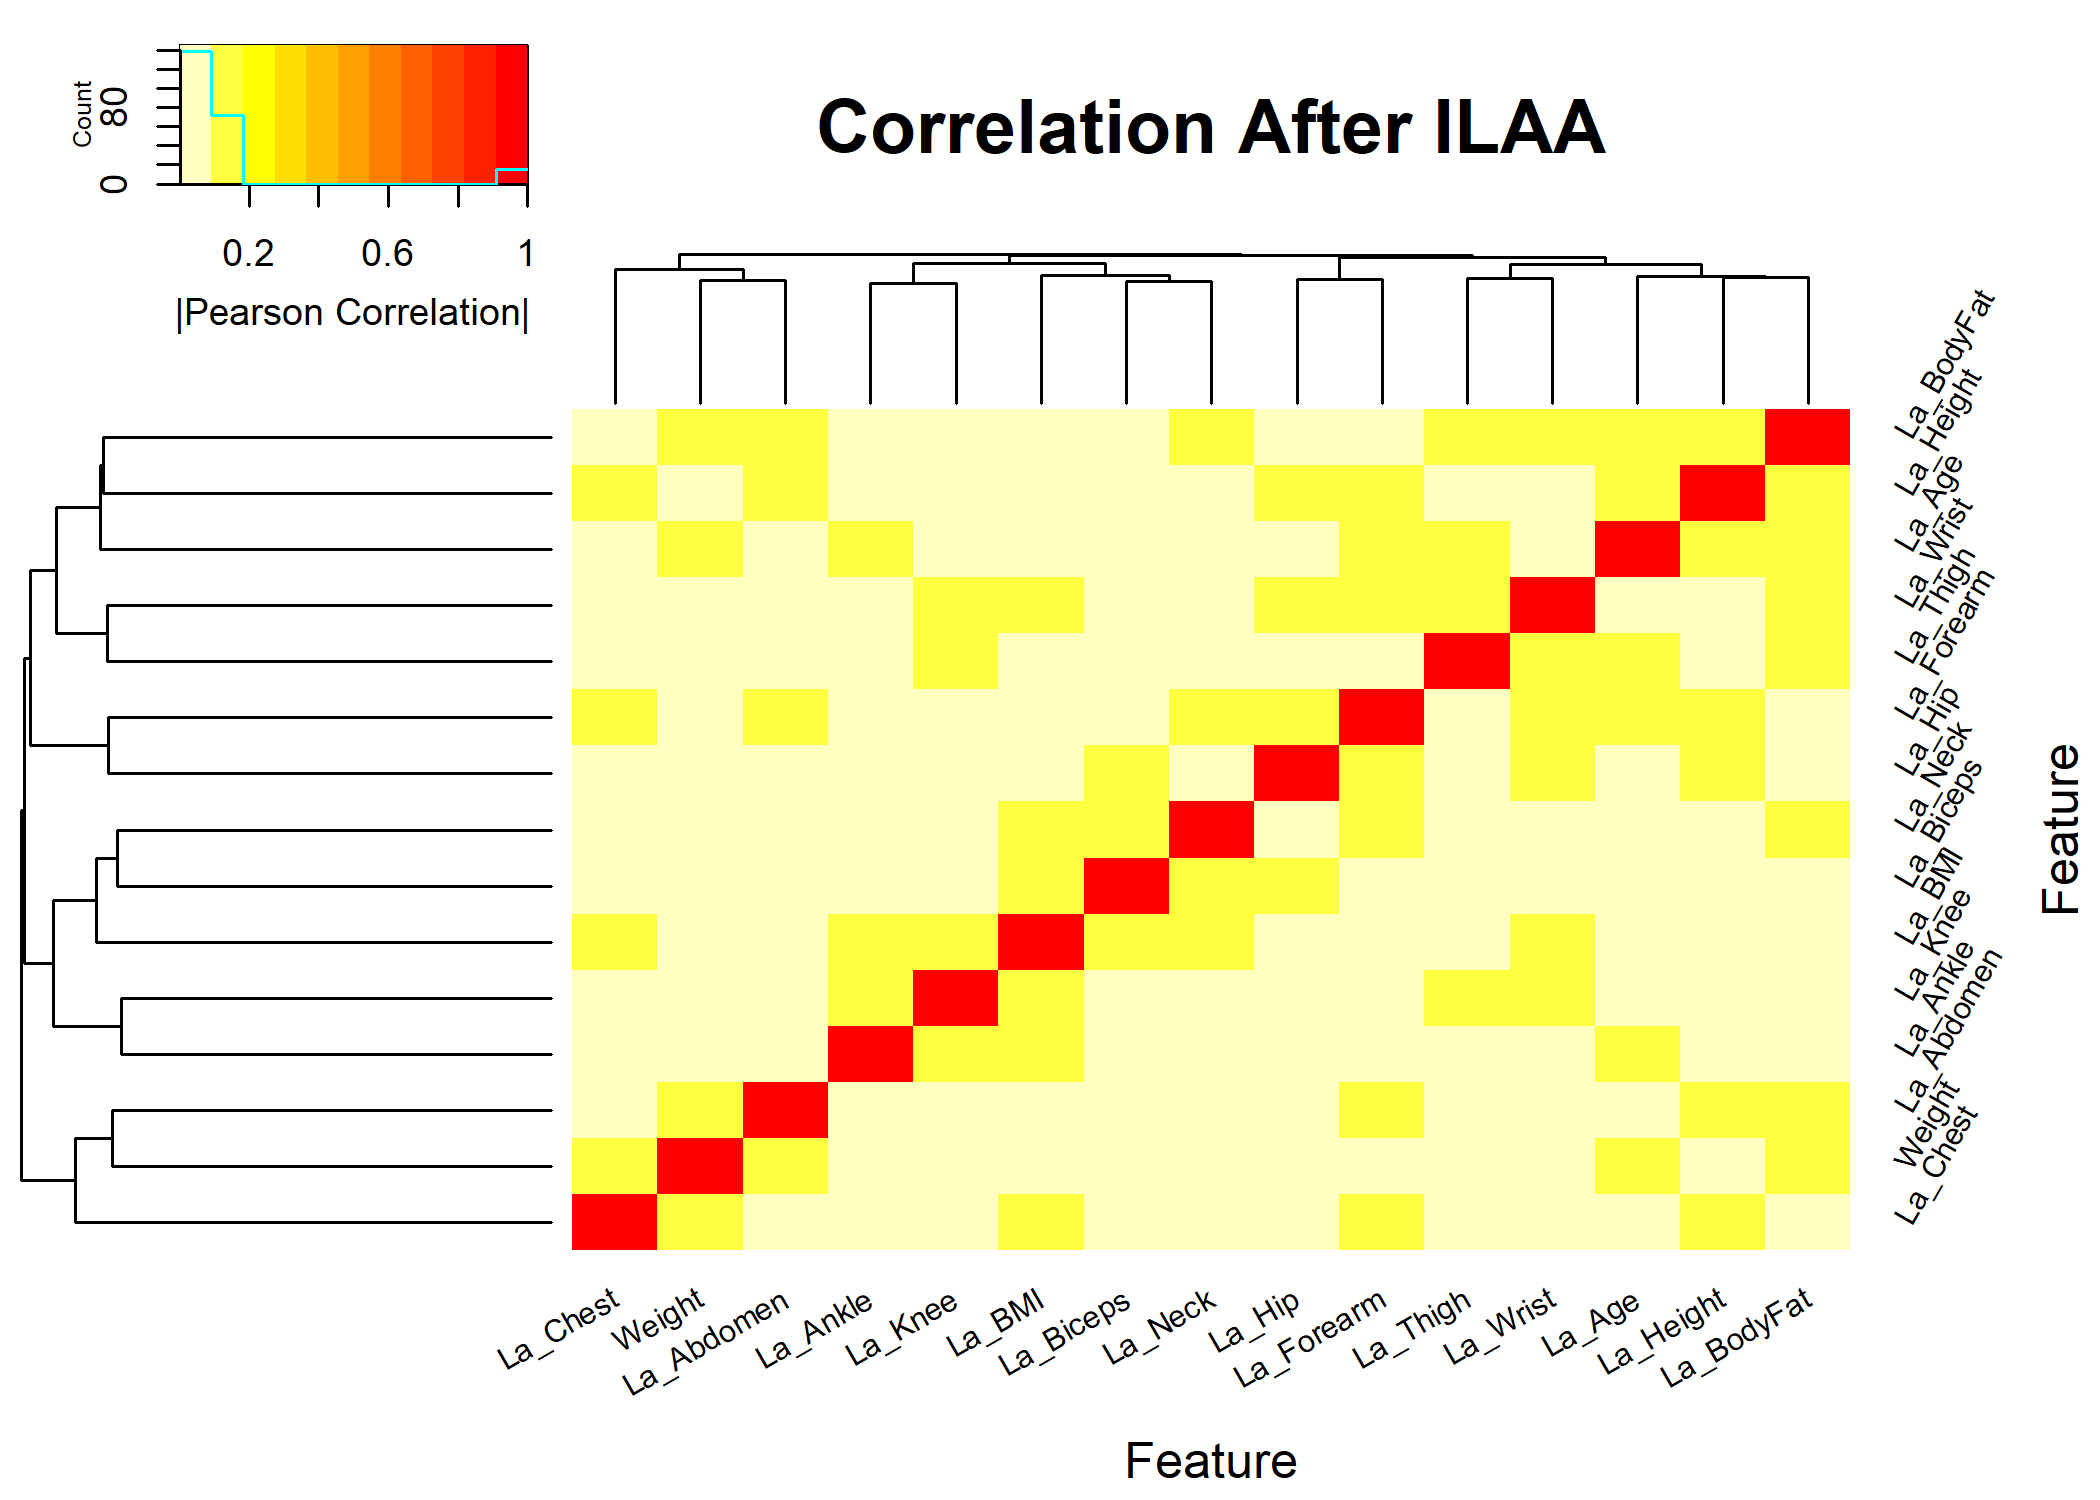 Correlation After ILAA
Count
0
80
0.2
0.6
1
|Pearson Correlation|
La_BodyFat
La_Height
La_Age
La_Wrist
La_Thigh
La_Forearm
La_Hip
La_Neck
La_Biceps
La_BMI
La_Knee
La_Ankle
La_Abdomen
Weight
La_Chest
Feature
La_Chest
Weight
La_Abdomen
La_Ankle
La_Knee
La_BMI
La_Biceps
La_Neck
La_Hip
La_Forearm
La_Thigh
La_Wrist
La_Age
La_Height
La_BodyFat
Feature